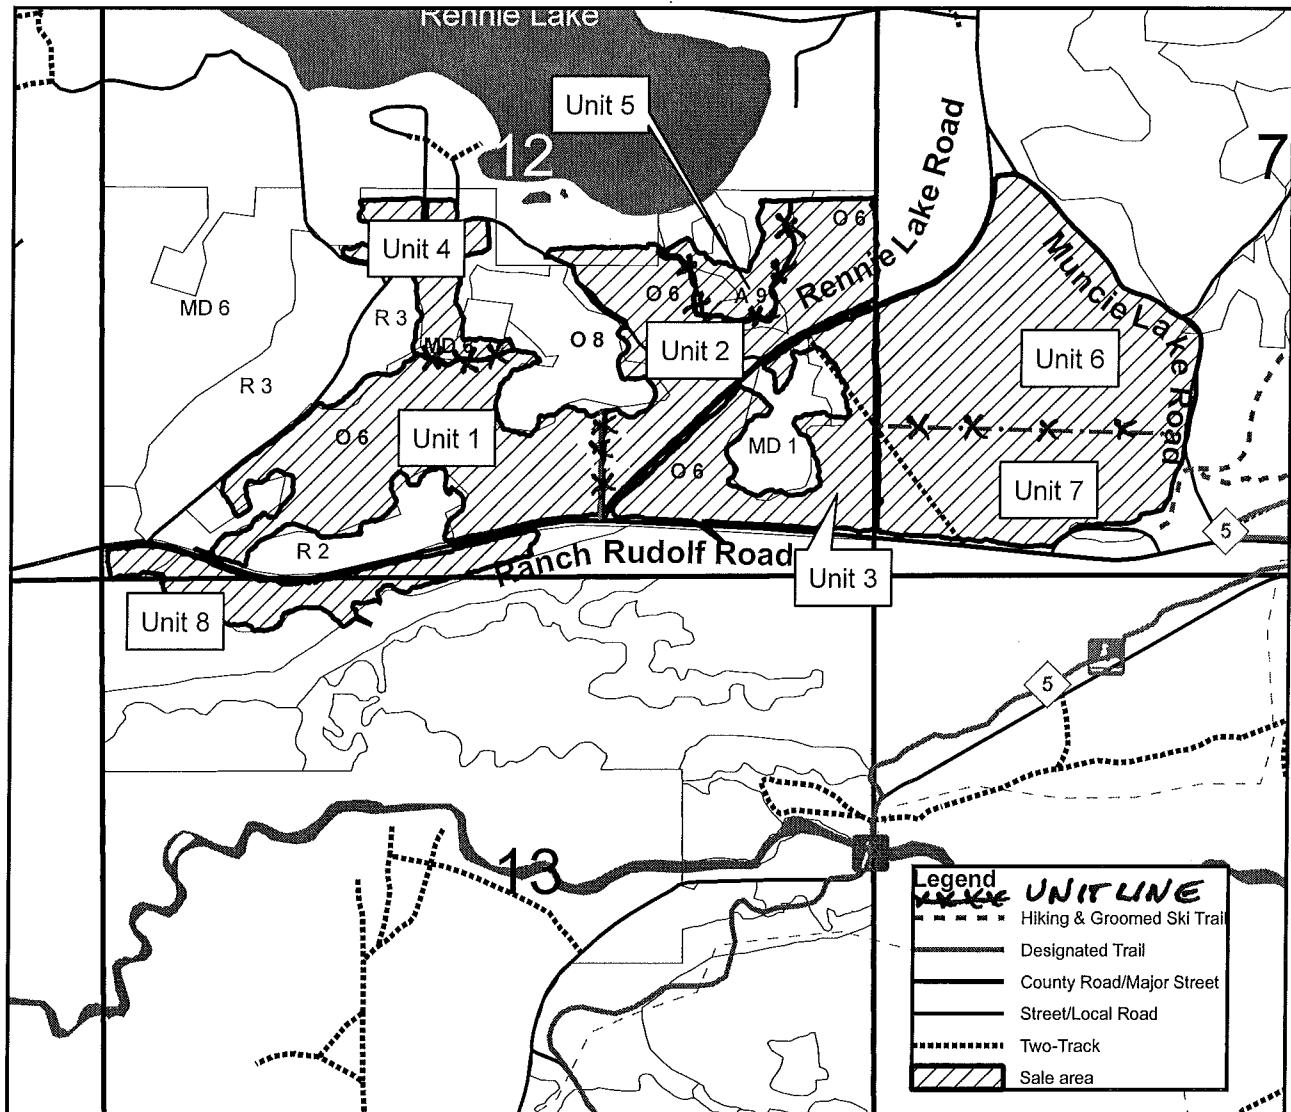 Rennie Lake
Unit 5
12
7
Rennie Lake Road
O 6
Unit 4
Muncie Lake Road
O 6
A 9
MD 6
R 3
O 8
Unit 2
Unit 6
R 3
O 6
Unit 1
MD 1
O 6
Unit 7
5
R 2
Ranch Rudolf Road
Unit 3
Unit 8
5
13
Legend
UNIT LINE
Hiking & Groomed Ski Trail
Designated Trail
County Road/Major Street
Street/Local Road
Two-Track
Sale area